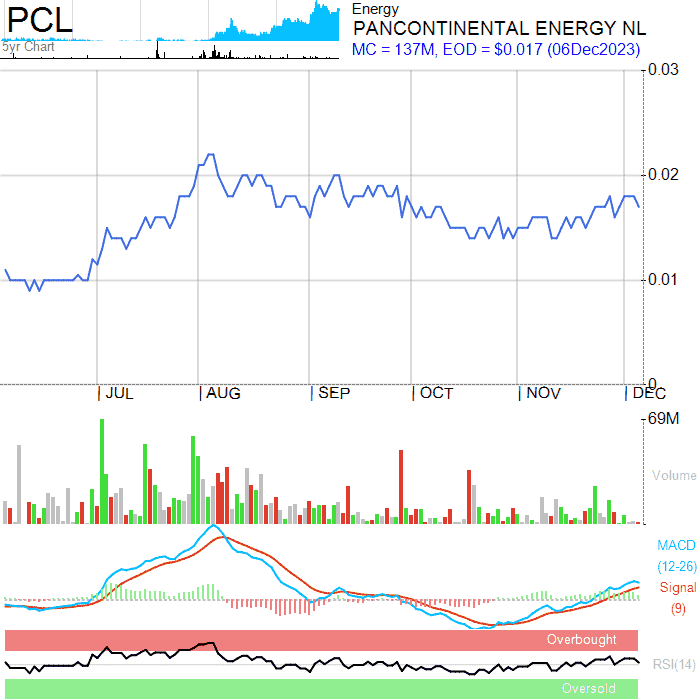 PCL
5yr Chart
Energy
PANCONTINENTAL ENERGY NL
MC = 137M, EOD = $0.017 (06Dec2023)
0.03
0.02
0.01
0
JUL
AUG
SEP
OCT
NOV
DEC
69M
Volume
MACD
(12-26)
Signal
(9)
Overbought
RSI(14)
Oversold